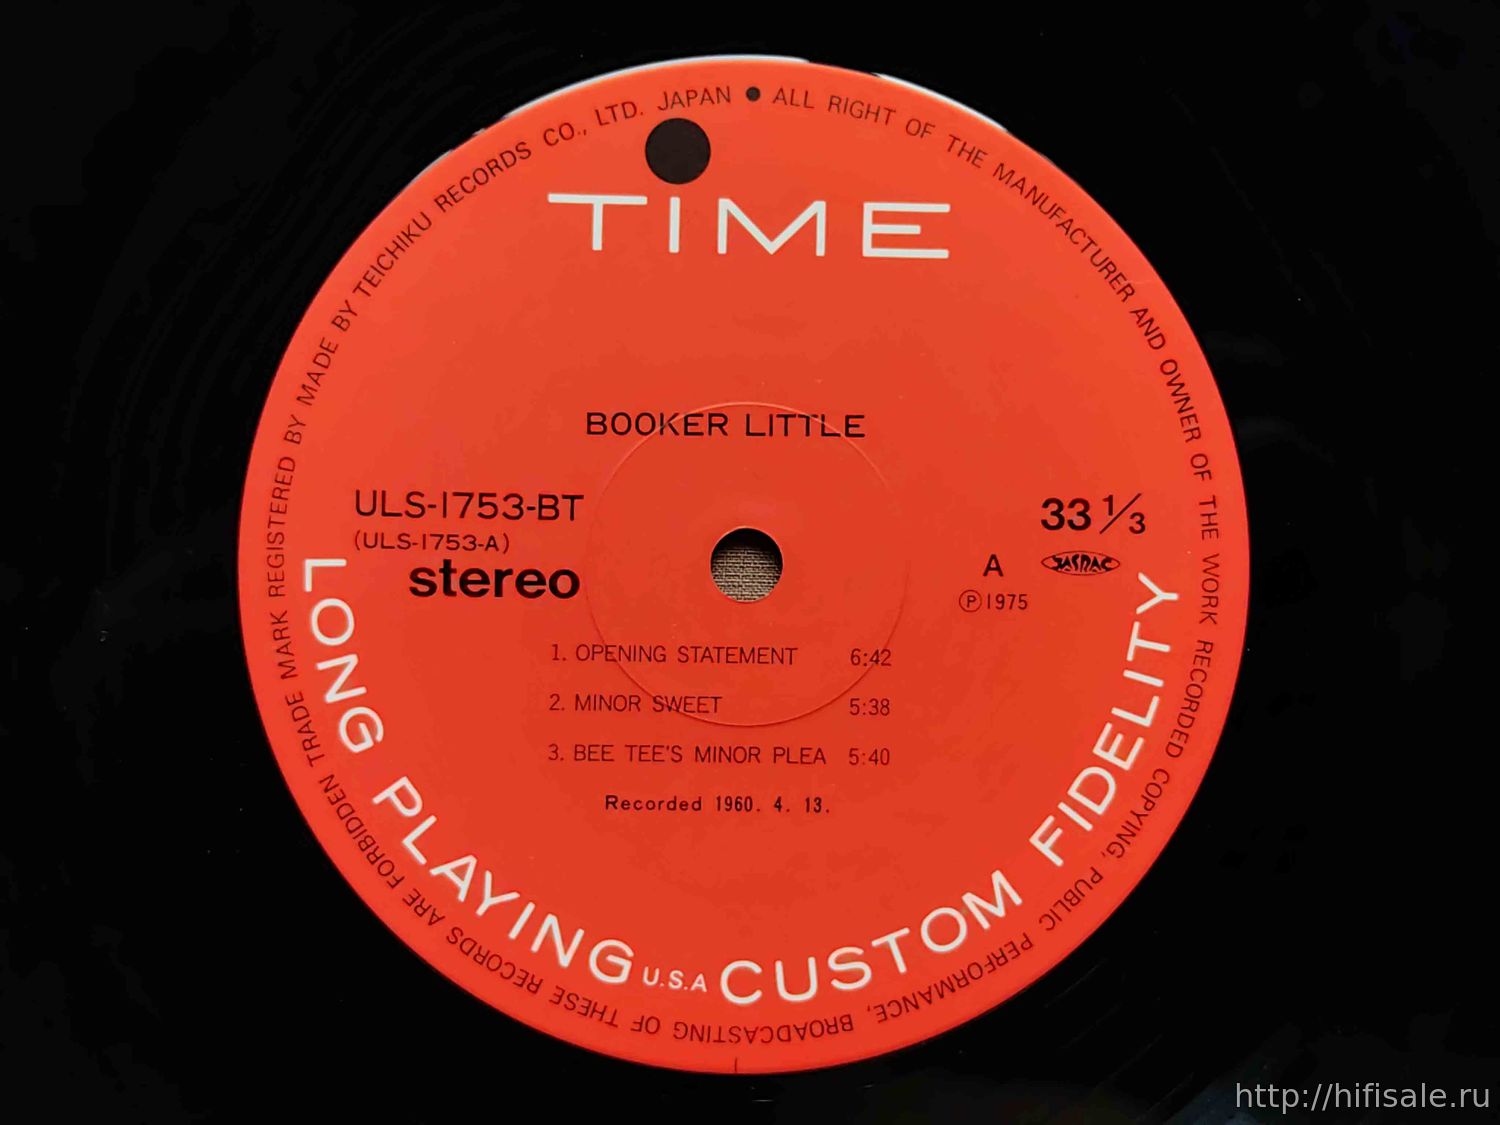 TRADE MARK REGISTERED BY MADE BY TEICHIKU RECORDS CO., LTD. JAPAN ● ALL RIGHT OF THE MANUFACTURER AND OWNER OF THE WORK RECORDED COPYING, PUBLIC PERFORMANCE, BROADCASTING OF THESE RECORDS ARE FORBIDDEN
TIME
BOOKER LITTLE
ULS-1753-BT
(ULS-1753-A)
stereo
33 1/3
A
JASRAC
Ⓟ1975
1. OPENING STATEMENT 6:42
2. MINOR SWEET 5:38
3. BEE TEE'S MINOR PLEA 5:40
Recorded 1960. 4. 13.
LONG PLAYING U.S.A CUSTOM FIDELITY
http://hifisale.ru